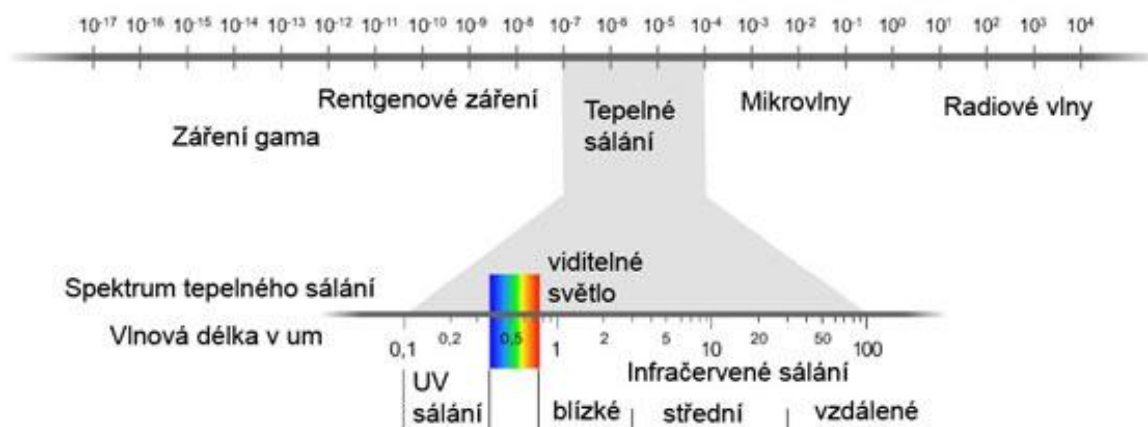 10⁻¹⁷ 10⁻¹⁶ 10⁻¹⁵ 10⁻¹⁴ 10⁻¹³ 10⁻¹² 10⁻¹¹ 10⁻¹⁰ 10⁻⁹ 10⁻⁸ 10⁻⁷ 10⁻⁶ 10⁻⁵ 10⁻⁴ 10⁻³ 10⁻² 10⁻¹ 10⁰ 10¹ 10² 10³ 10⁴
Rentgenové záření
Tepelné
sálání
Mikrovlny
Radiové vlny
Záření gama
viditelné
světlo
Spektrum tepelného sálání
Vlnová délka v um
0,1 0,2 0,5 1 2 5 10 20 50 100
UV
sálání
Infračervené sálání
blízké střední vzdálené